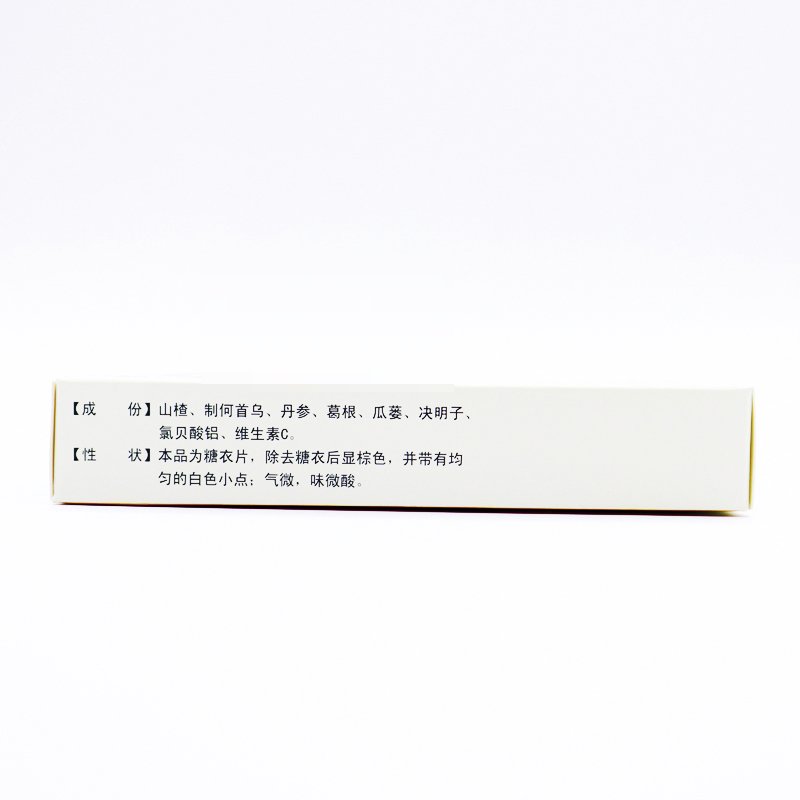 【成　　份】山楂、制何首乌、丹参、葛根、瓜蒌、决明子、
氯贝酸铝、维生素C。
【性　　状】本品为糖衣片，除去糖衣后显棕色，并带有均
匀的白色小点；气微，味微酸。